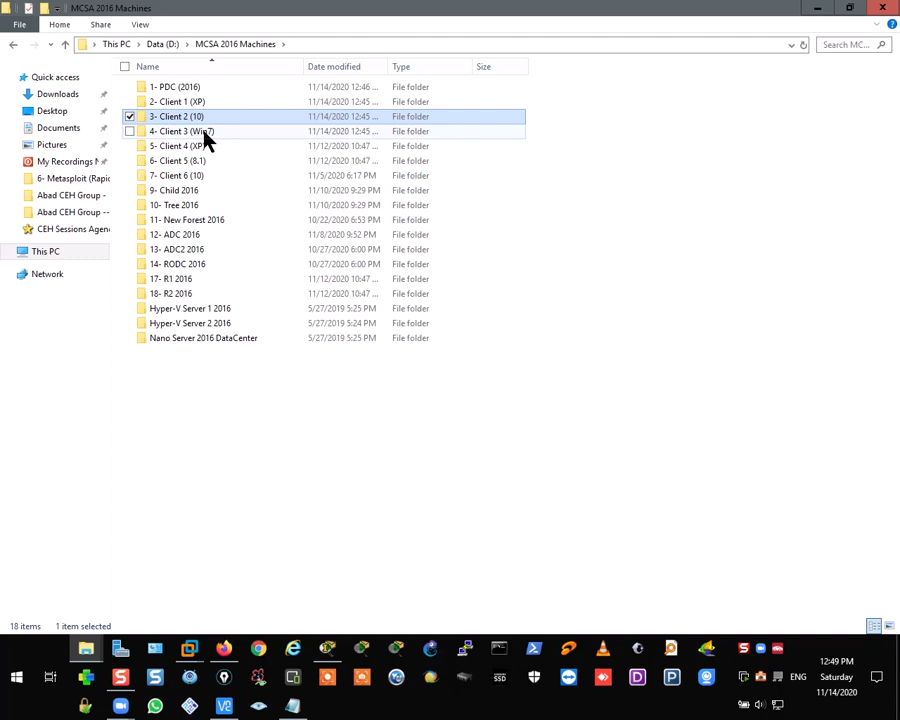 MCSA 2016 Machines
File Home Share View
This PC > Data (D:) > MCSA 2016 Machines >
Search MC...
Name Date modified Type Size
Quick access
Downloads
Desktop
Documents
Pictures
My Recordings
6- Metasploit (Rapid
Abad CEH Group -
Abad CEH Group --
CEH Sessions Agen
This PC
Network
1- PDC (2016) 11/14/2020 12:46 ... File folder
2- Client 1 (XP) 11/14/2020 12:45 ... File folder
3- Client 2 (10) 11/14/2020 12:45 ... File folder
4- Client 3 (Win7) 11/14/2020 12:45 ... File folder
5- Client 4 (XP) 11/12/2020 10:47 ... File folder
6- Client 5 (8.1) 11/12/2020 10:47 ... File folder
7- Client 6 (10) 11/5/2020 6:17 PM File folder
9- Child 2016 11/10/2020 9:29 PM File folder
10- Tree 2016 11/10/2020 9:29 PM File folder
11- New Forest 2016 10/22/2020 6:53 PM File folder
12- ADC 2016 11/8/2020 9:52 PM File folder
13- ADC2 2016 10/27/2020 6:00 PM File folder
14- RODC 2016 10/27/2020 6:00 PM File folder
17- R1 2016 11/12/2020 10:47 ... File folder
18- R2 2016 11/12/2020 10:47 ... File folder
Hyper-V Server 1 2016 5/27/2019 5:25 PM File folder
Hyper-V Server 2 2016 5/27/2019 5:24 PM File folder
Nano Server 2016 DataCenter 5/27/2019 5:25 PM File folder
18 items 1 item selected
SSD
ENG
12:49 PM
Saturday
11/14/2020